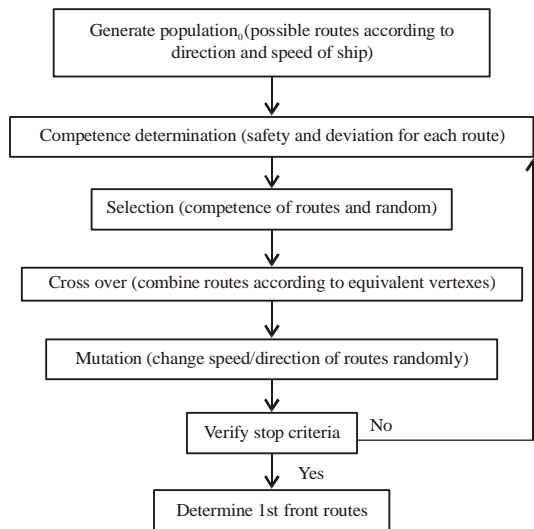 Generate population₀(possible routes according to
direction and speed of ship)
Competence determination (safety and deviation for each route)
Selection (competence of routes and random)
Cross over (combine routes according to equivalent vertexes)
Mutation (change speed/direction of routes randomly)
Verify stop criteria
No
Yes
Determine 1st front routes